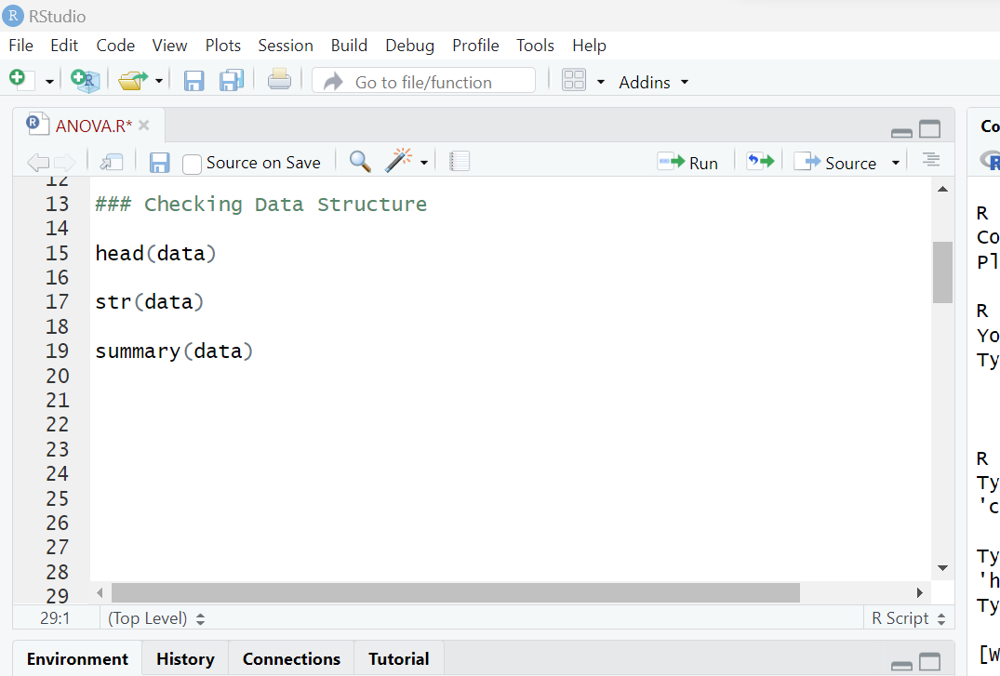 R RStudio
File Edit Code View Plots Session Build Debug Profile Tools Help
R Go to file/function Addins
R ANOVA.R*
Source on Save Run Source
12
13 ### Checking Data Structure
14
15 head(data)
16
17 str(data)
18
19 summary(data)
20
21
22
23
24
25
26
27
28
29
29:1 (Top Level) R Script
Environment History Connections Tutorial
Co
R
R
Co
Pl
R
Yo
Ty
R
Ty
'c
Ty
'h
Ty
[W